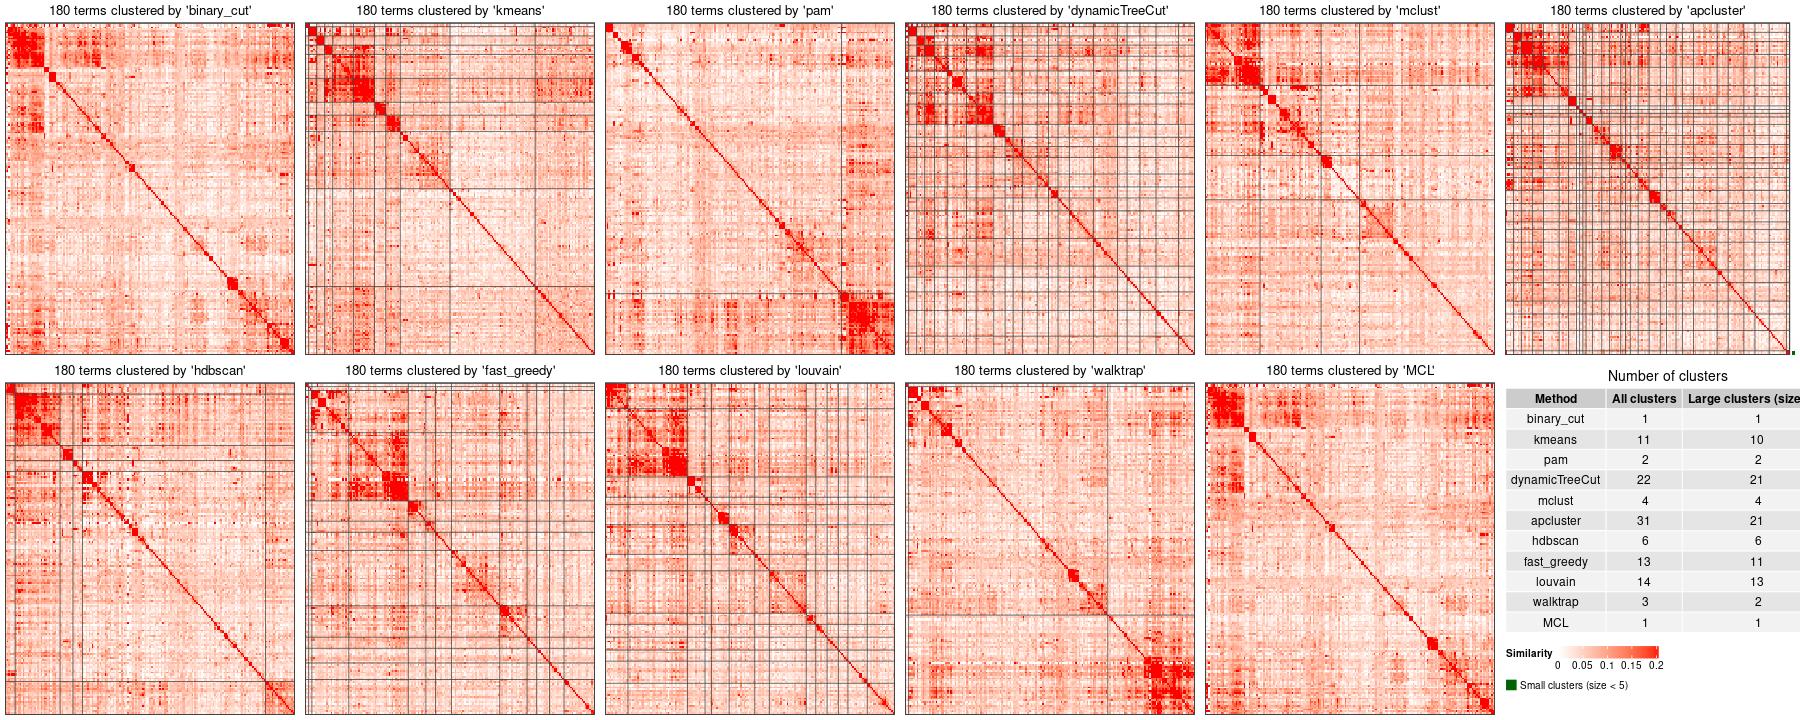 180 terms clustered by 'binary_cut'
180 terms clustered by 'kmeans'
180 terms clustered by 'pam'
180 terms clustered by 'dynamicTreeCut'
180 terms clustered by 'mclust'
180 terms clustered by 'apcluster'
180 terms clustered by 'hdbscan'
180 terms clustered by 'fast_greedy'
180 terms clustered by 'louvain'
180 terms clustered by 'walktrap'
180 terms clustered by 'MCL'
Number of clusters
Method All clusters Large clusters (size
binary_cut 1 1
kmeans 11 10
pam 2 2
dynamicTreeCut 22 21
mclust 4 4
apcluster 31 21
hdbscan 6 6
fast_greedy 13 11
louvain 14 13
walktrap 3 2
MCL 1 1
Similarity
0 0.05 0.1 0.15 0.2
Small clusters (size < 5)